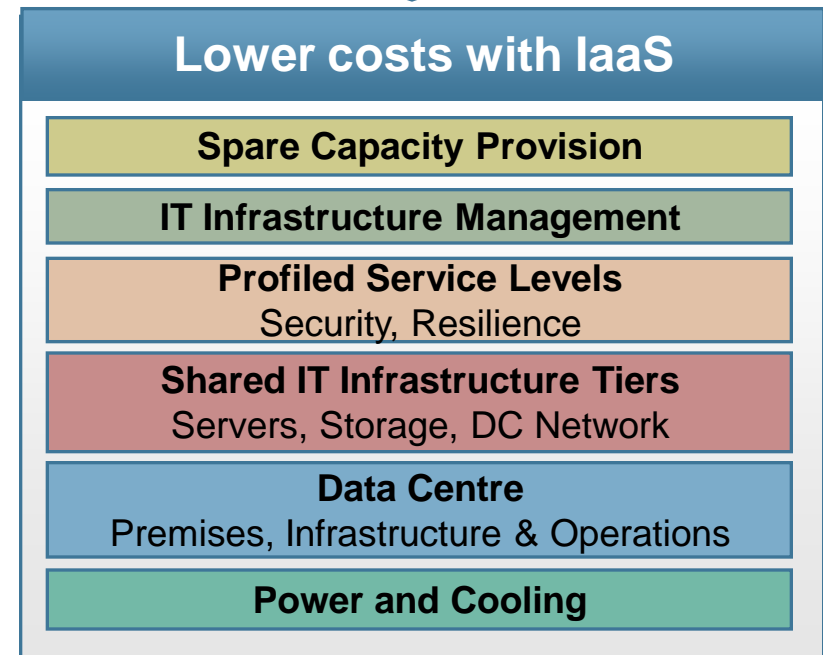 Lower costs with IaaS
Spare Capacity Provision
IT Infrastructure Management
Profiled Service Levels
Security, Resilience
Shared IT Infrastructure Tiers
Servers, Storage, DC Network
Data Centre
Premises, Infrastructure & Operations
Power and Cooling